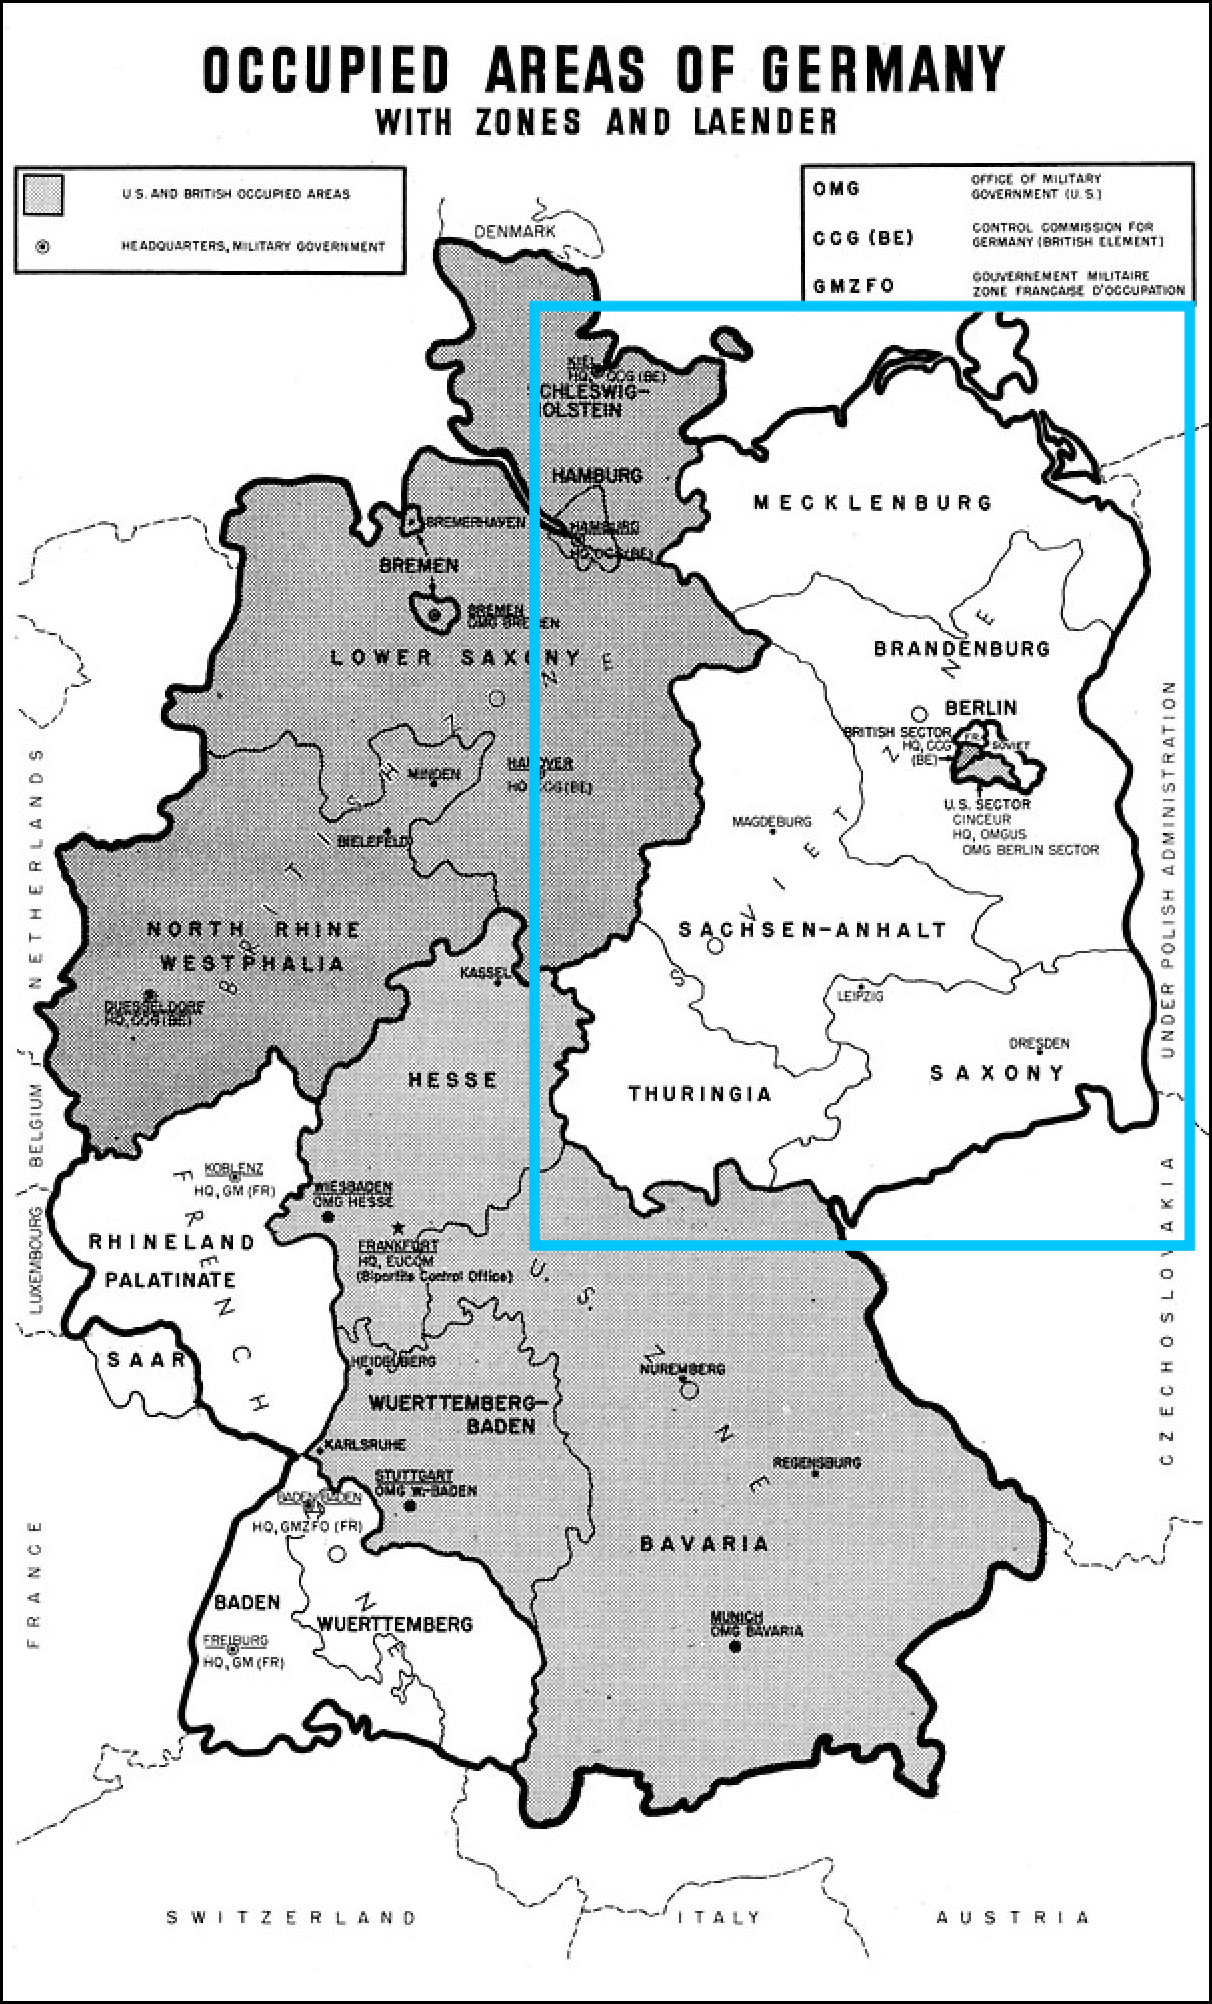 OCCUPIED AREAS OF GERMANY
WITH ZONES AND LAENDER
U.S. AND BRITISH OCCUPIED AREAS
HEADQUARTERS, MILITARY GOVERNMENT
OMG
OFFICE OF MILITARY
GOVERNMENT (U.S.)
CCG (BE)
CONTROL COMMISSION FOR
GERMANY (BRITISH ELEMENT)
GMZFO
GOUVERNEMENT MILITAIRE
ZONE FRANCAISE D'OCCUPATION
DENMARK
KIEL
HQ, CCG (BE)
SCHLESWIG-
HOLSTEIN
HAMBURG
HAMBURG
HQ, CCG (BE)
BREMERHAVEN
BREMEN
BREMEN
OMG BREMEN
LOWER SAXONY
MECKLENBURG
BRANDENBURG
BERLIN
BRITISH SECTOR
HQ, CCG
(BE)
FR.
SOVIET
U.S. SECTOR
CINCEUR
HQ, OMGUS
OMG BERLIN SECTOR
MINDEN
HANOVER
HQ, CCG (BE)
BIELEFELD
MAGDEBURG
BRITISH ZONE
SOVIET ZONE
NORTH RHINE
WESTPHALIA
DUESSELDORF
HQ, CCG (BE)
SACHSEN-ANHALT
KASSEL
LEIPZIG
DRESDEN
SAXONY
HESSE
THURINGIA
KOBLENZ
HQ, GM (FR)
WIESBADEN
OMG HESSE
FRANKFURT
HQ, EUCOM
(Bipartite Control Office)
RHINELAND
PALATINATE
FRENCH ZONE
U.S. ZONE
SAAR
HEIDELBERG
NUREMBERG
WUERTTEMBERG-
BADEN
KARLSRUHE
STUTTGART
OMG W.-BADEN
REGENSBURG
BADEN BADEN
HQ, GMZFO (FR)
BAVARIA
BADEN
WUERTTEMBERG
FREIBURG
HQ, GM (FR)
MUNICH
OMG BAVARIA
NETHERLANDS
BELGIUM
LUXEMBOURG
FRANCE
UNDER POLISH ADMINISTRATION
CZECHOSLOVAKIA
SWITZERLAND
ITALY
AUSTRIA